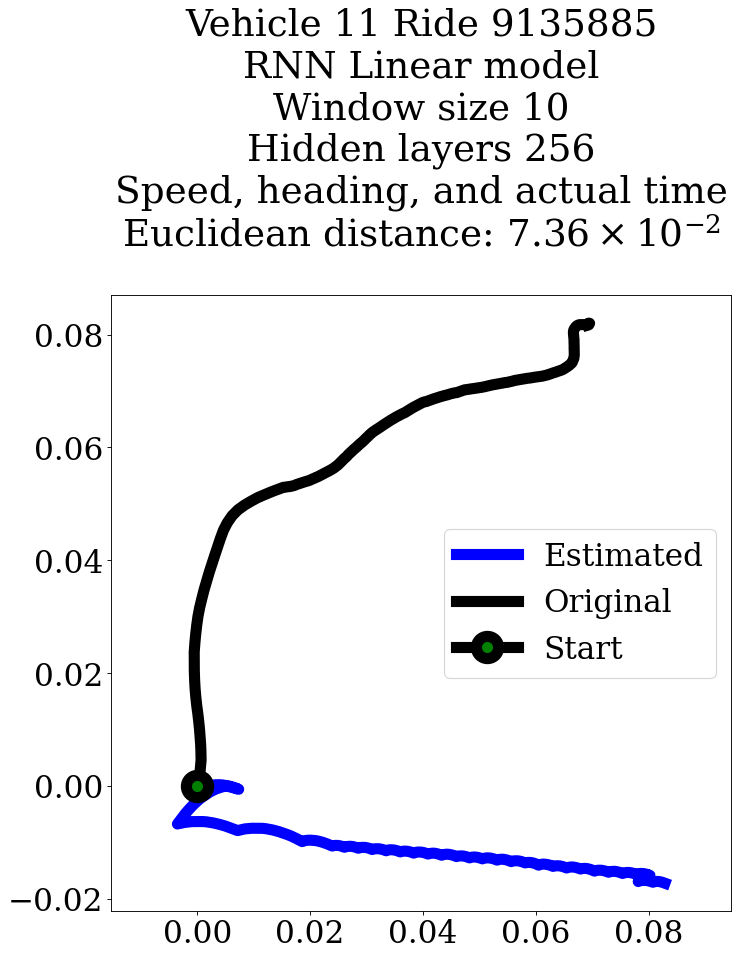 Vehicle 11 Ride 9135885
RNN Linear model
Window size 10
Hidden layers 256
Speed, heading, and actual time
Euclidean distance: 7.36 × 10⁻²
0.08
0.06
0.04
0.02
0.00
−0.02
Estimated
Original
Start
0.00 0.02 0.04 0.06 0.08